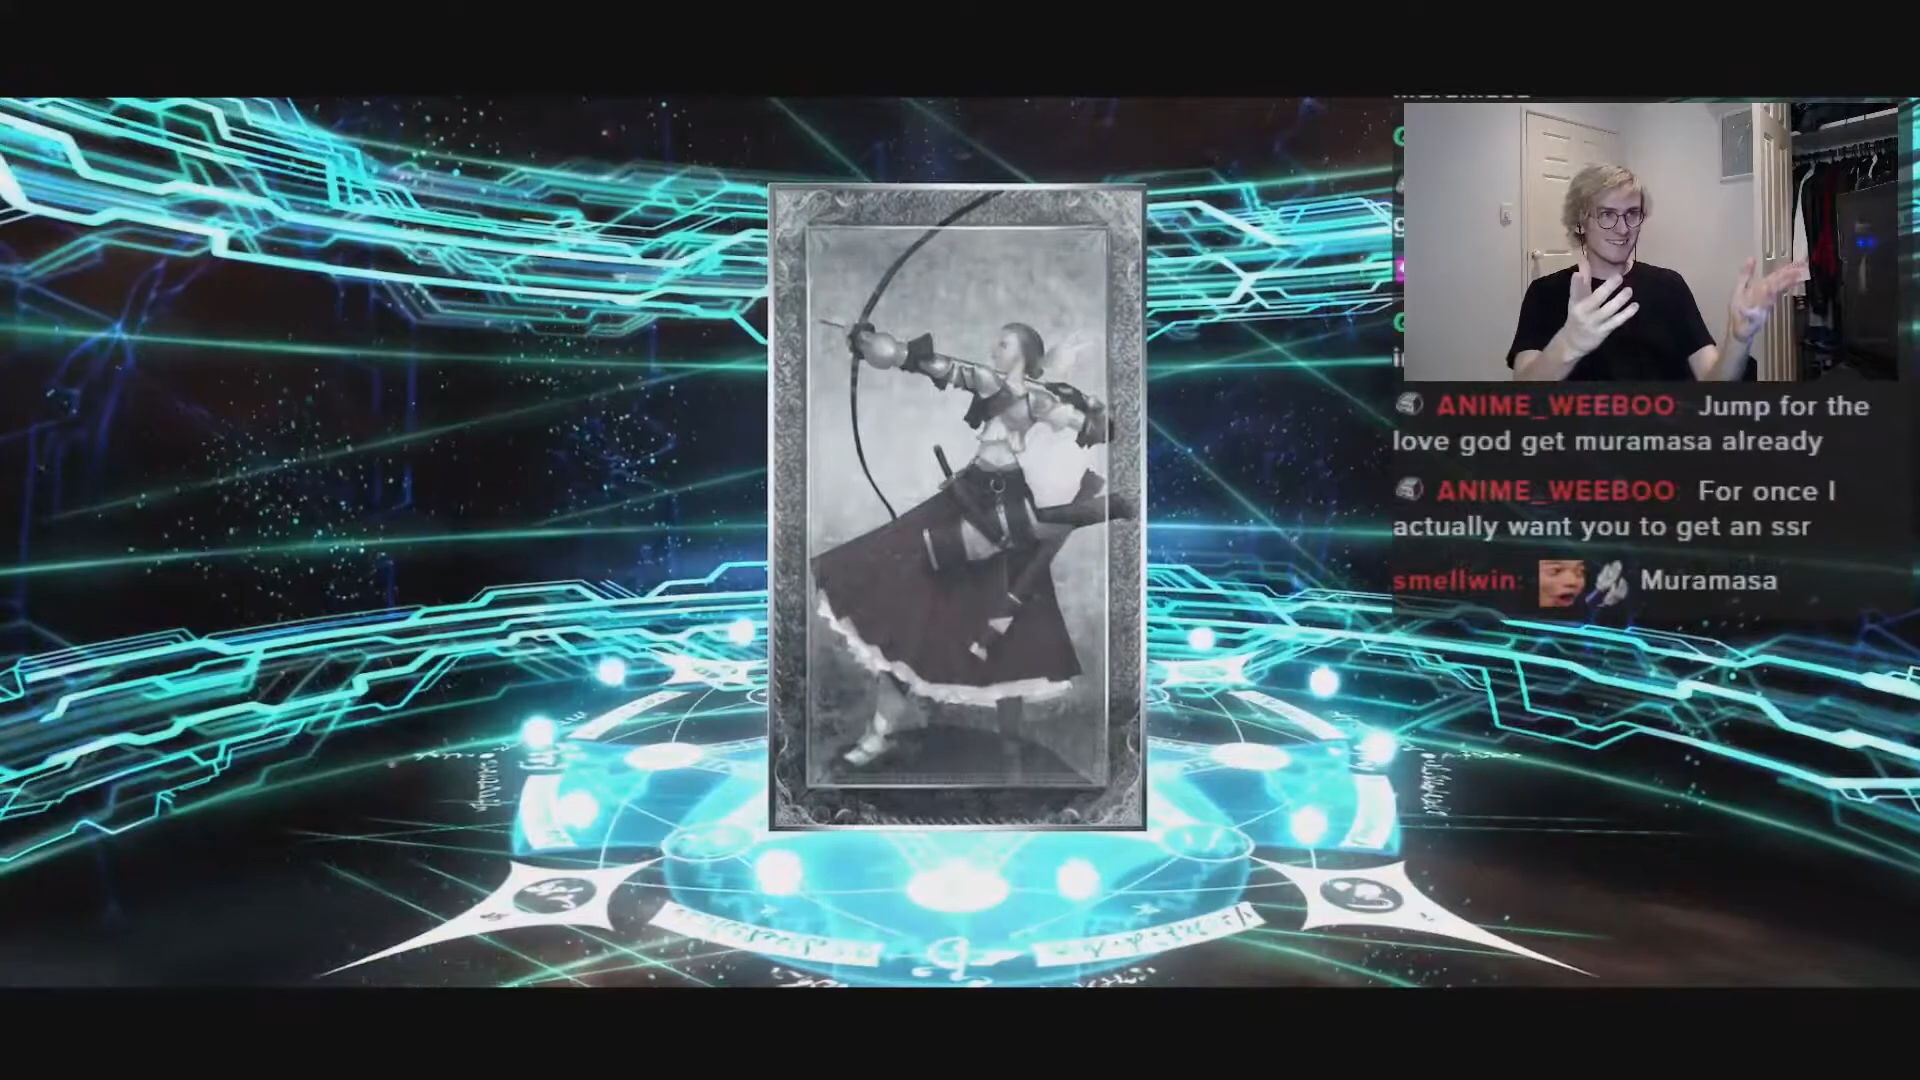 ANIME_WEEBOO Jump for the
love god get muramasa already
ANIME_WEEBOO For once I
actually want you to get an ssr
smellwin: Muramasa